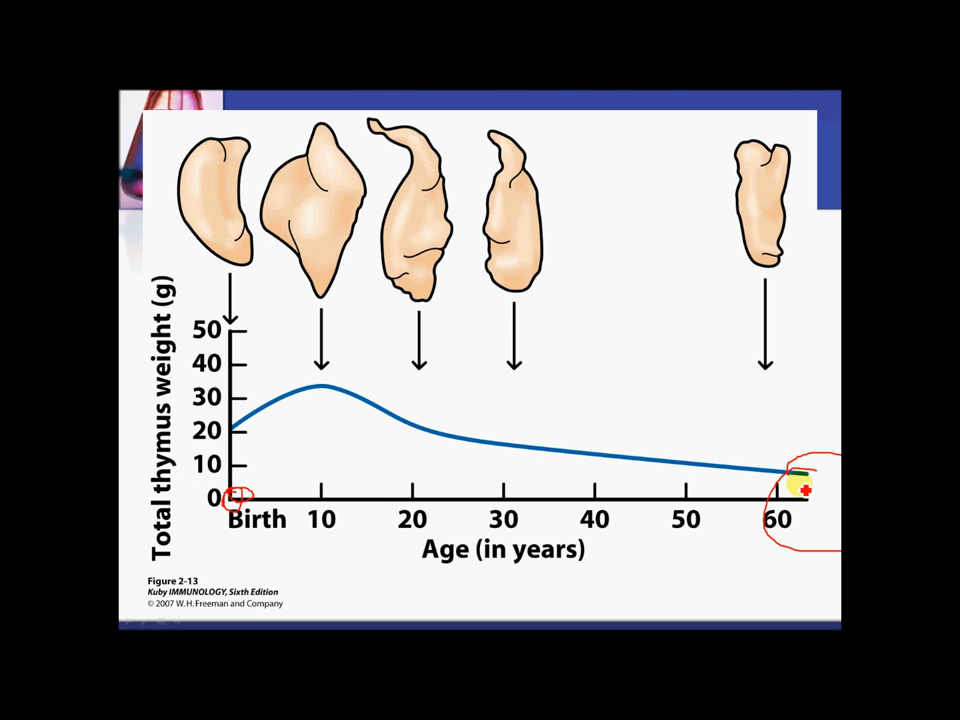 Total thymus weight (g)
50
40
30
20
10
0
Birth 10 20 30 40 50 60
Age (in years)
Figure 2-13
Kuby IMMUNOLOGY, Sixth Edition
© 2007 W. H. Freeman and Company